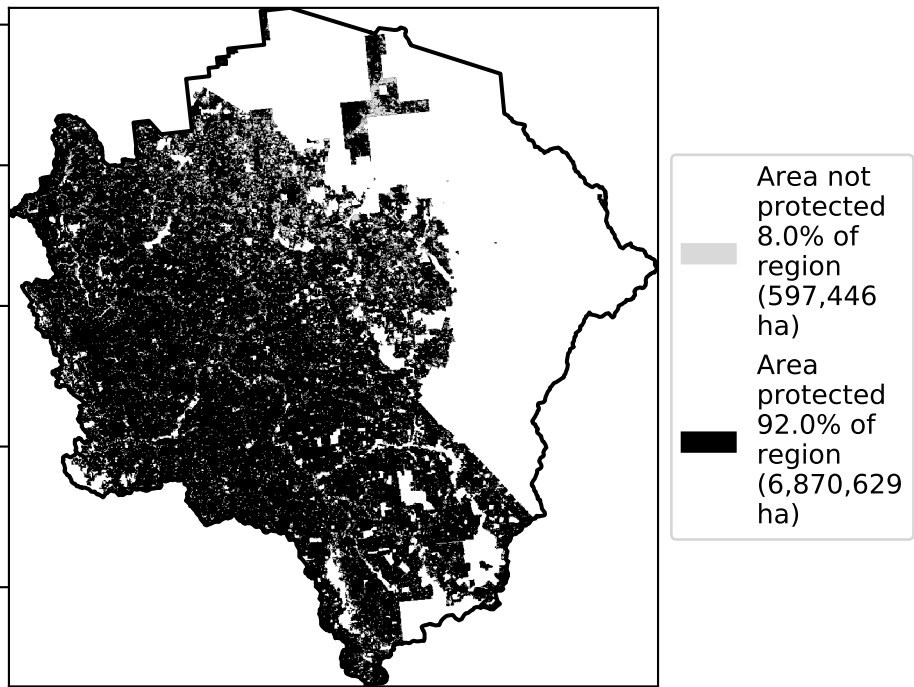 Area not
protected
8.0% of
region
(597,446
ha)
Area
protected
92.0% of
region
(6,870,629
ha)